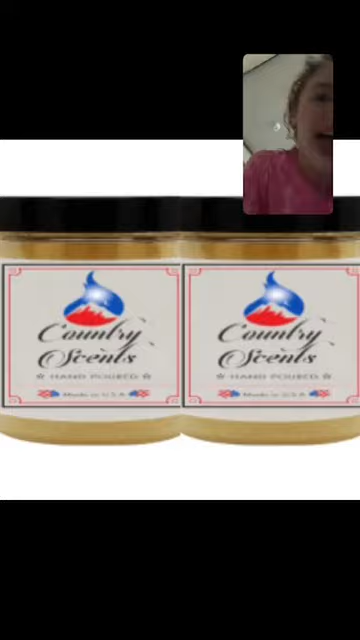 Country
Scents
☆ HAND POURED ☆
Made in U.S.A
Country
Scents
☆ HAND POURED ☆
Made in U.S.A